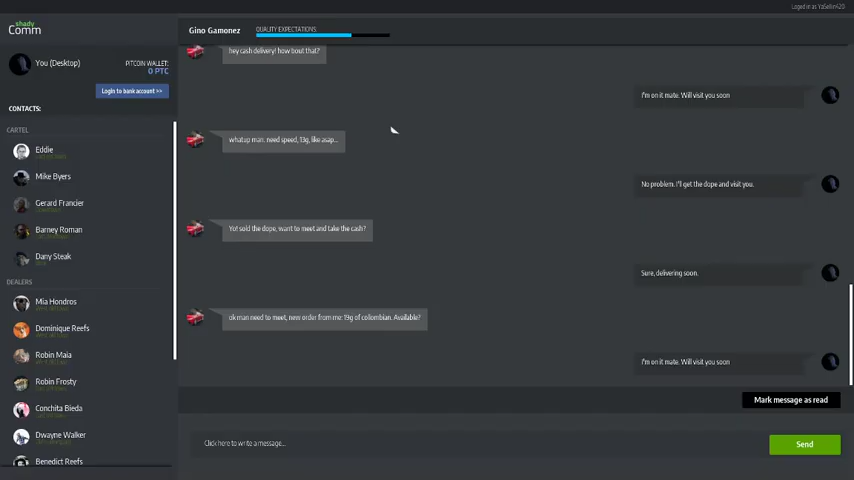 Logged in as YaSelim420
shady
Comm
Gino Gamonez
QUALITY EXPECTATIONS:
You (Desktop)
PITCOIN WALLET:
0 PTC
Login to bank account >>
CONTACTS:
CARTEL
Eddie
Mike Byers
Gerard Francier
Barney Roman
Dany Steak
DEALERS
Mia Hondros
Dominique Reefs
Robin Maia
Robin Frosty
Conchita Bieda
Dwayne Walker
Benedict Reefs
hey cash delivery! how bout that?
I'm on it mate. Will visit you soon
whatup man. need speed, 13g, like asap...
No problem. I'll get the dope and visit you.
Yo! sold the dope, want to meet and take the cash?
Sure, delivering soon.
ok man need to meet, new order from me: 19g of colombian. Available?
I'm on it mate. Will visit you soon
Mark message as read
Click here to write a message...
Send